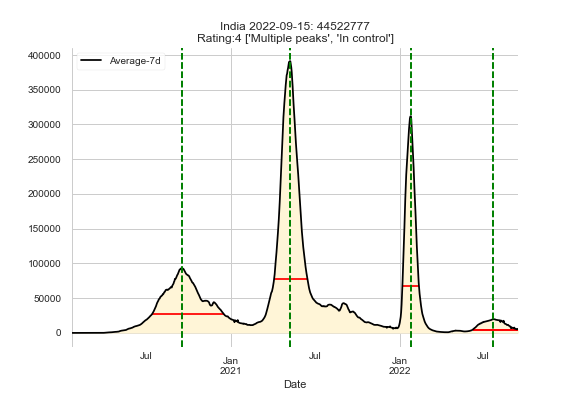 India 2022-09-15: 44522777
Rating:4 ['Multiple peaks', 'In control']
Average-7d
400000
350000
300000
250000
200000
150000
100000
50000
0
Jul
Jan
2021
Jul
Jan
2022
Jul
Date